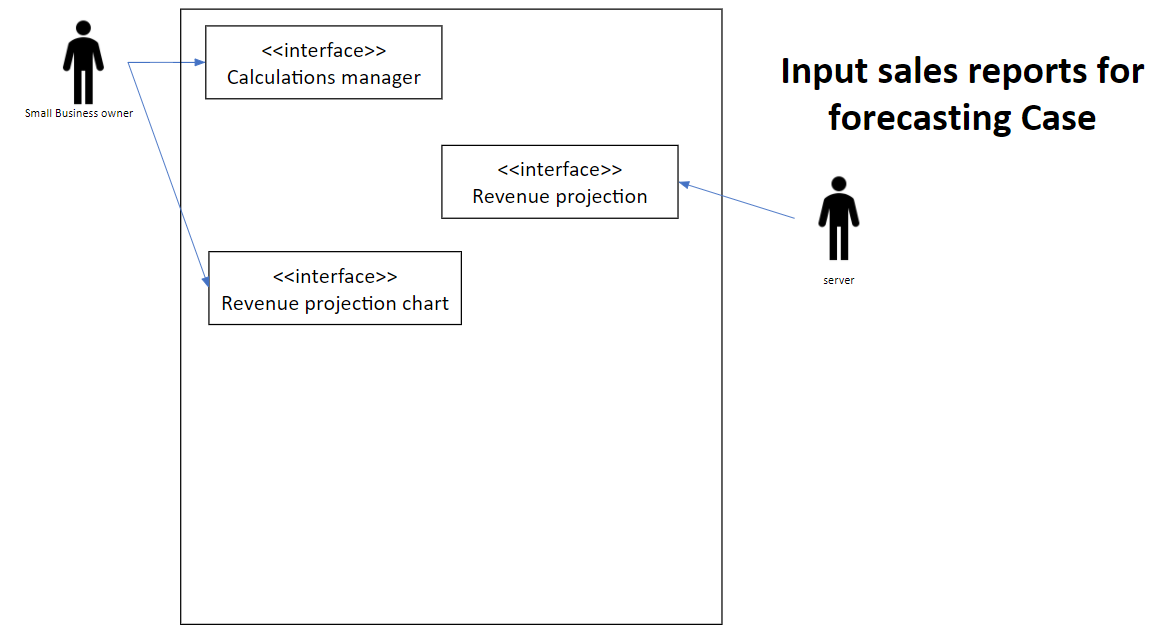 <<interface>>
Calculations manager
Small Business owner
Input sales reports for
forecasting Case
<<interface>>
Revenue projection
server
<<interface>>
Revenue projection chart